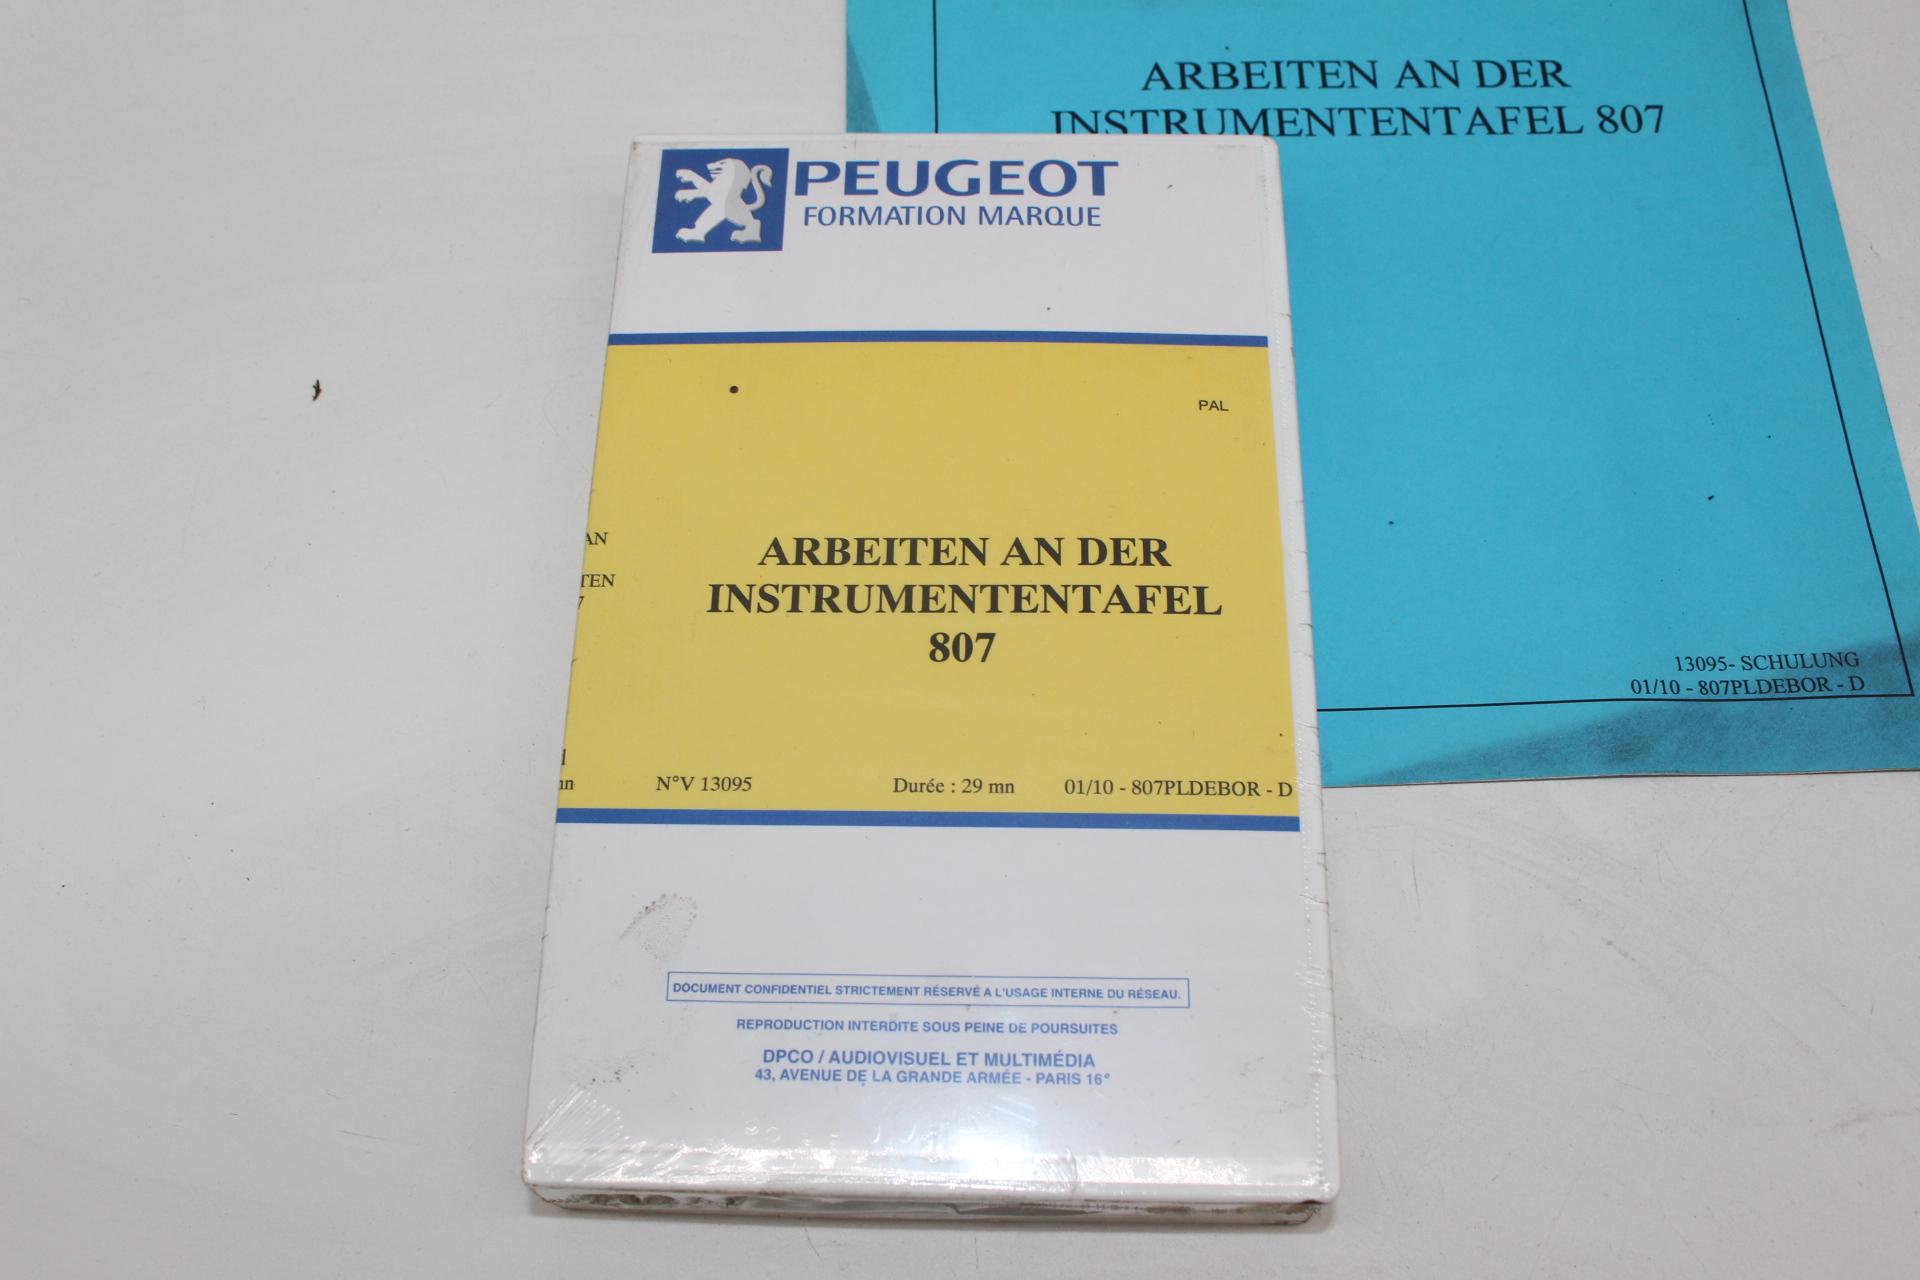 ARBEITEN AN DER
INSTRUMENTENTAFEL 807
13095- SCHULUNG
01/10 - 807PLDEBOR - D
PEUGEOT
FORMATION MARQUE
PAL
ARBEITEN AN DER
INSTRUMENTENTAFEL
807
N°V 13095 Durée : 29 mn 01/10 - 807PLDEBOR - D
DOCUMENT CONFIDENTIEL STRICTEMENT RÉSERVÉ A L'USAGE INTERNE DU RÉSEAU.
REPRODUCTION INTERDITE SOUS PEINE DE POURSUITES
DPCO / AUDIOVISUEL ET MULTIMÉDIA
43, AVENUE DE LA GRANDE ARMÉE - PARIS 16°